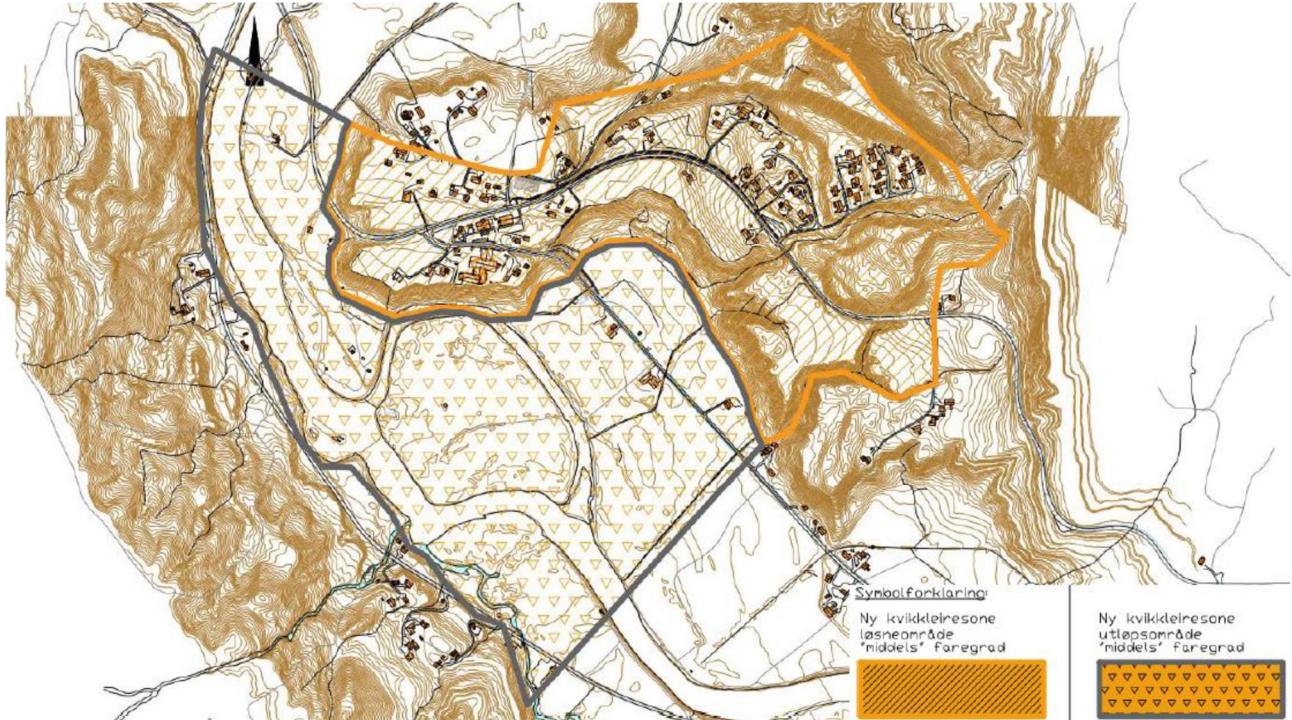 Symbolforklaring:
Ny kvikkleiresone
løsneområde
"middels" faregrad
Ny kvikkleiresone
utløpsområde
"middels" faregrad